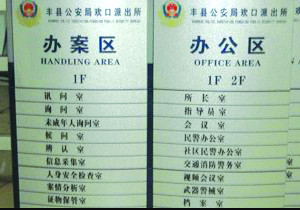 丰县公安局欢口派出所
办案区
HANDLING AREA
1F
讯问室
询问室
未成年人询问室
候问室
辨认室
信息采集室
人身安全检查室
案情分析室
证物保管室
丰县公安局欢口派出所
办公区
OFFICE AREA
1F 2F
所长室
指导员室
会议室
民警办公室
社区民警办公室
交通消防警务室
视频会议室
武器警械室
档案室